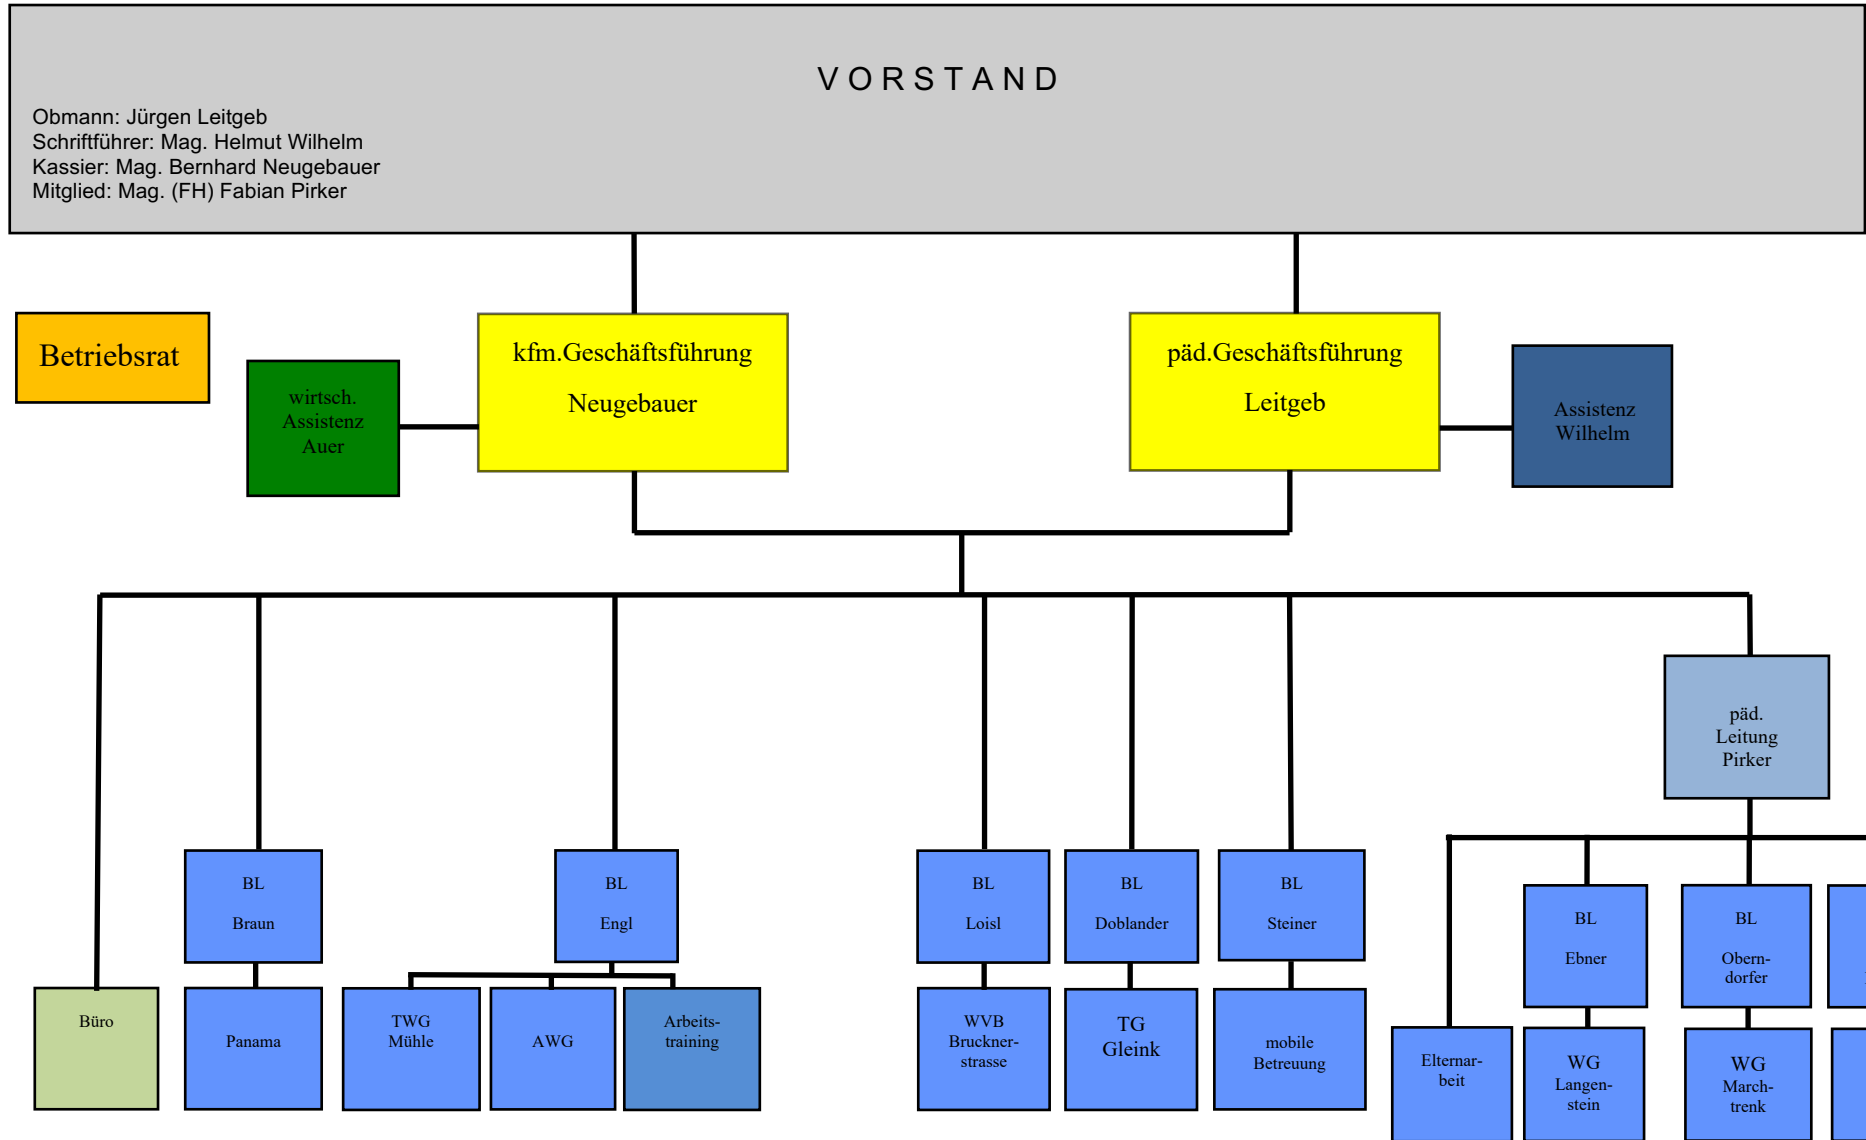 V O R S T A N D
Obmann: Jürgen Leitgeb
Schriftführer: Mag. Helmut Wilhelm
Kassier: Mag. Bernhard Neugebauer
Mitglied: Mag. (FH) Fabian Pirker
Betriebsrat
wirtsch.
Assistenz
Auer
kfm.Geschäftsführung
Neugebauer
päd.Geschäftsführung
Leitgeb
Assistenz
Wilhelm
päd.
Leitung
Pirker
BL
Braun
BL
Engl
BL
Loisl
BL
Doblander
BL
Steiner
BL
Ebner
BL
Obern-
dorfer
Büro
Panama
TWG
Mühle
AWG
Arbeits-
training
WVB
Bruckner-
strasse
TG
Gleink
mobile
Betreuung
Elternar-
beit
WG
Langen-
stein
WG
March-
trenk